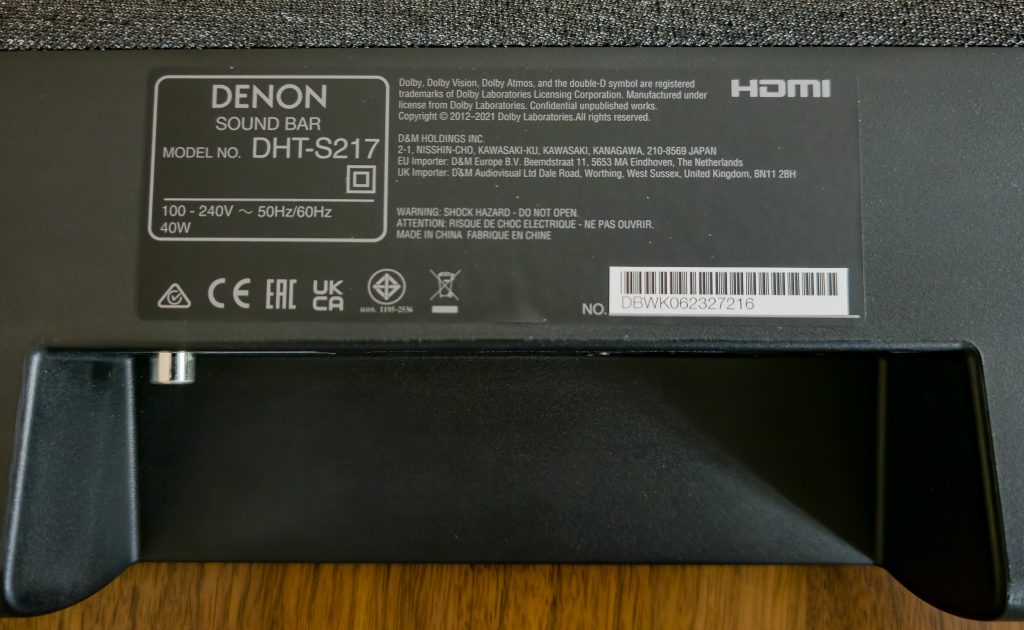 DENON
SOUND BAR
MODEL NO. DHT-S217
100 - 240V ~ 50Hz/60Hz
40W
Dolby, Dolby Vision, Dolby Atmos, and the double-D symbol are registered
trademarks of Dolby Laboratories Licensing Corporation. Manufactured under
license from Dolby Laboratories. Confidential unpublished works.
Copyright © 2012–2021 Dolby Laboratories.All rights reserved.
HDMI
D&M HOLDINGS INC.
2-1, NISSHIN-CHO, KAWASAKI-KU, KAWASAKI, KANAGAWA, 210-8569 JAPAN
EU Importer: D&M Europe B.V. Beemdstraat 11, 5653 MA Eindhoven, The Netherlands
UK Importer: D&M Audiovisual Ltd Dale Road, Worthing, West Sussex, United Kingdom, BN11 2BH
WARNING: SHOCK HAZARD - DO NOT OPEN.
ATTENTION: RISQUE DE CHOC ELECTRIQUE - NE PAS OUVRIR.
MADE IN CHINA FABRIQUE EN CHINE
CE EAC UK CA
มอก. 1195-2536
NO. DBWK062327216